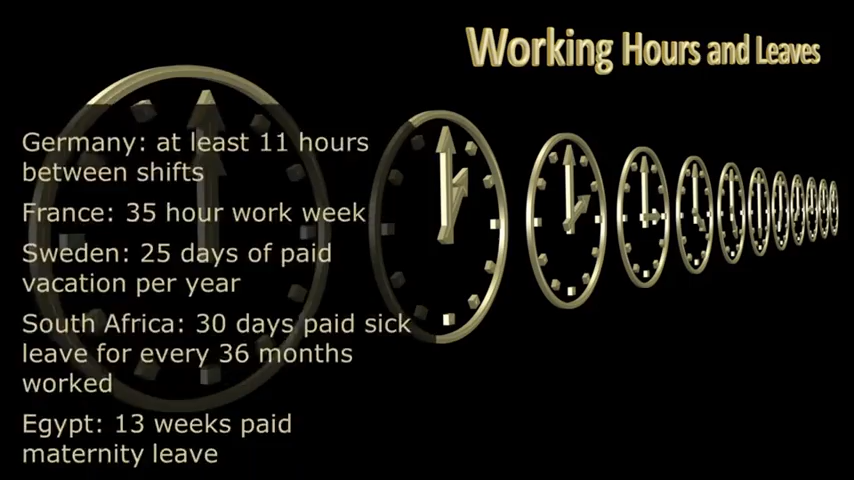 Working Hours and Leaves
Germany: at least 11 hours
between shifts
France: 35 hour work week
Sweden: 25 days of paid
vacation per year
South Africa: 30 days paid sick
leave for every 36 months
worked
Egypt: 13 weeks paid
maternity leave